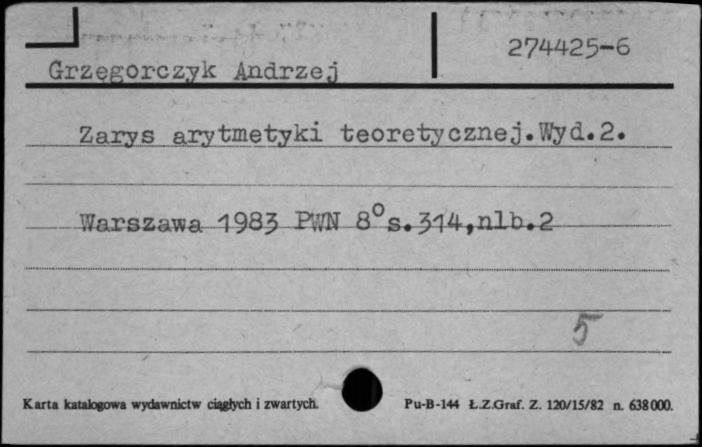 274425-6
Grzegorczyk Andrzej
Zarys arytmetyki teoretycznej.Wyd.2.
Warszawa 1983 PWN 8°s.314,nlb.2
5
Karta katalogowa wydawnictw ciągłych i zwartych. Pu-B-144 Ł.Z.Graf. Z. 120/15/82 n. 638000.